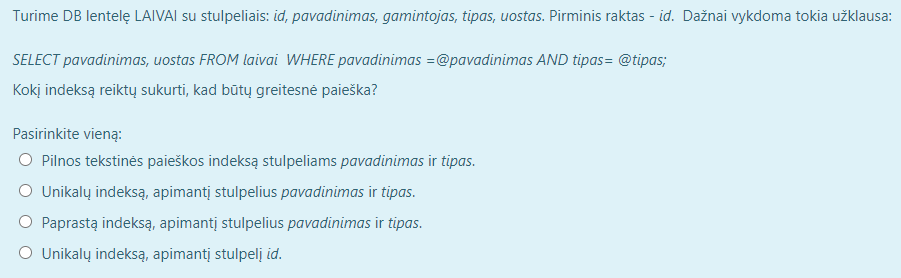 Turime DB lentelę LAIVAI su stulpeliais: id, pavadinimas, gamintojas, tipas, uostas. Pirminis raktas - id. Dažnai vykdoma tokia užklausa:
SELECT pavadinimas, uostas FROM laivai WHERE pavadinimas =@pavadinimas AND tipas= @tipas;
Kokį indeksą reiktų sukurti, kad būtų greitesnė paieška?
Pasirinkite vieną:
Pilnos tekstinės paieškos indeksą stulpeliams pavadinimas ir tipas.
Unikalų indeksą, apimantį stulpelius pavadinimas ir tipas.
Paprastą indeksą, apimantį stulpelius pavadinimas ir tipas.
Unikalų indeksą, apimantį stulpelį id.